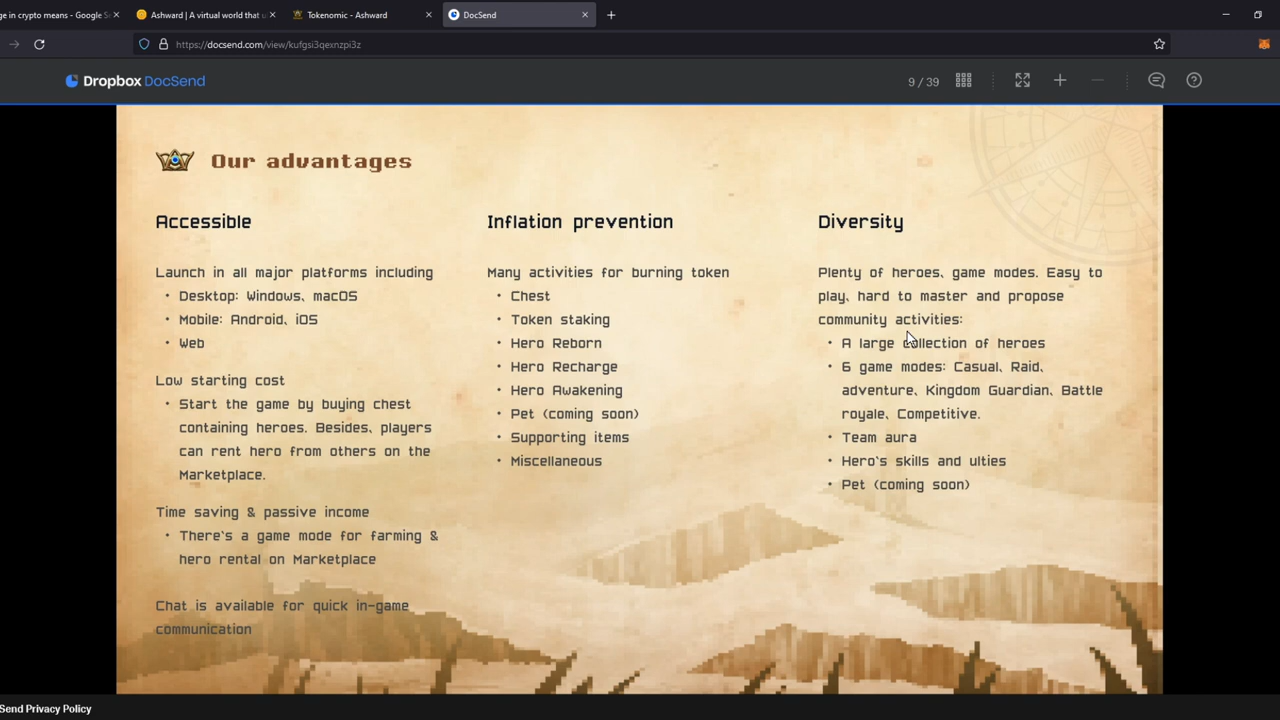 ge in crypto means - Google Se
Ashward | A virtual world that u
Tokenomic - Ashward
DocSend
https://docsend.com/view/kufgsi3qexnzpi3z
Dropbox DocSend
9 / 39
Our advantages
Accessible
Launch in all major platforms including
• Desktop: Windows, macOS
• Mobile: Android, iOS
• Web
Low starting cost
• Start the game by buying chest
containing heroes. Besides, players
can rent hero from others on the
Marketplace.
Time saving & passive income
• There's a game mode for farming &
hero rental on Marketplace
Chat is available for quick in-game
communication
Inflation prevention
Many activities for burning token
• Chest
• Token staking
• Hero Reborn
• Hero Recharge
• Hero Awakening
• Pet (coming soon)
• Supporting items
• Miscellaneous
Diversity
Plenty of heroes, game modes. Easy to
play, hard to master and propose
community activities:
• A large collection of heroes
• 6 game modes: Casual, Raid,
adventure, Kingdom Guardian, Battle
royale, Competitive.
• Team aura
• Hero's skills and ulties
• Pet (coming soon)
Send Privacy Policy